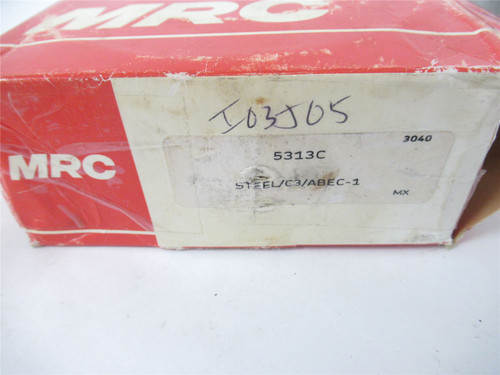 MRC
I03J05
3040
5313C
MRC
STEEL/C3/ABEC-1
MX